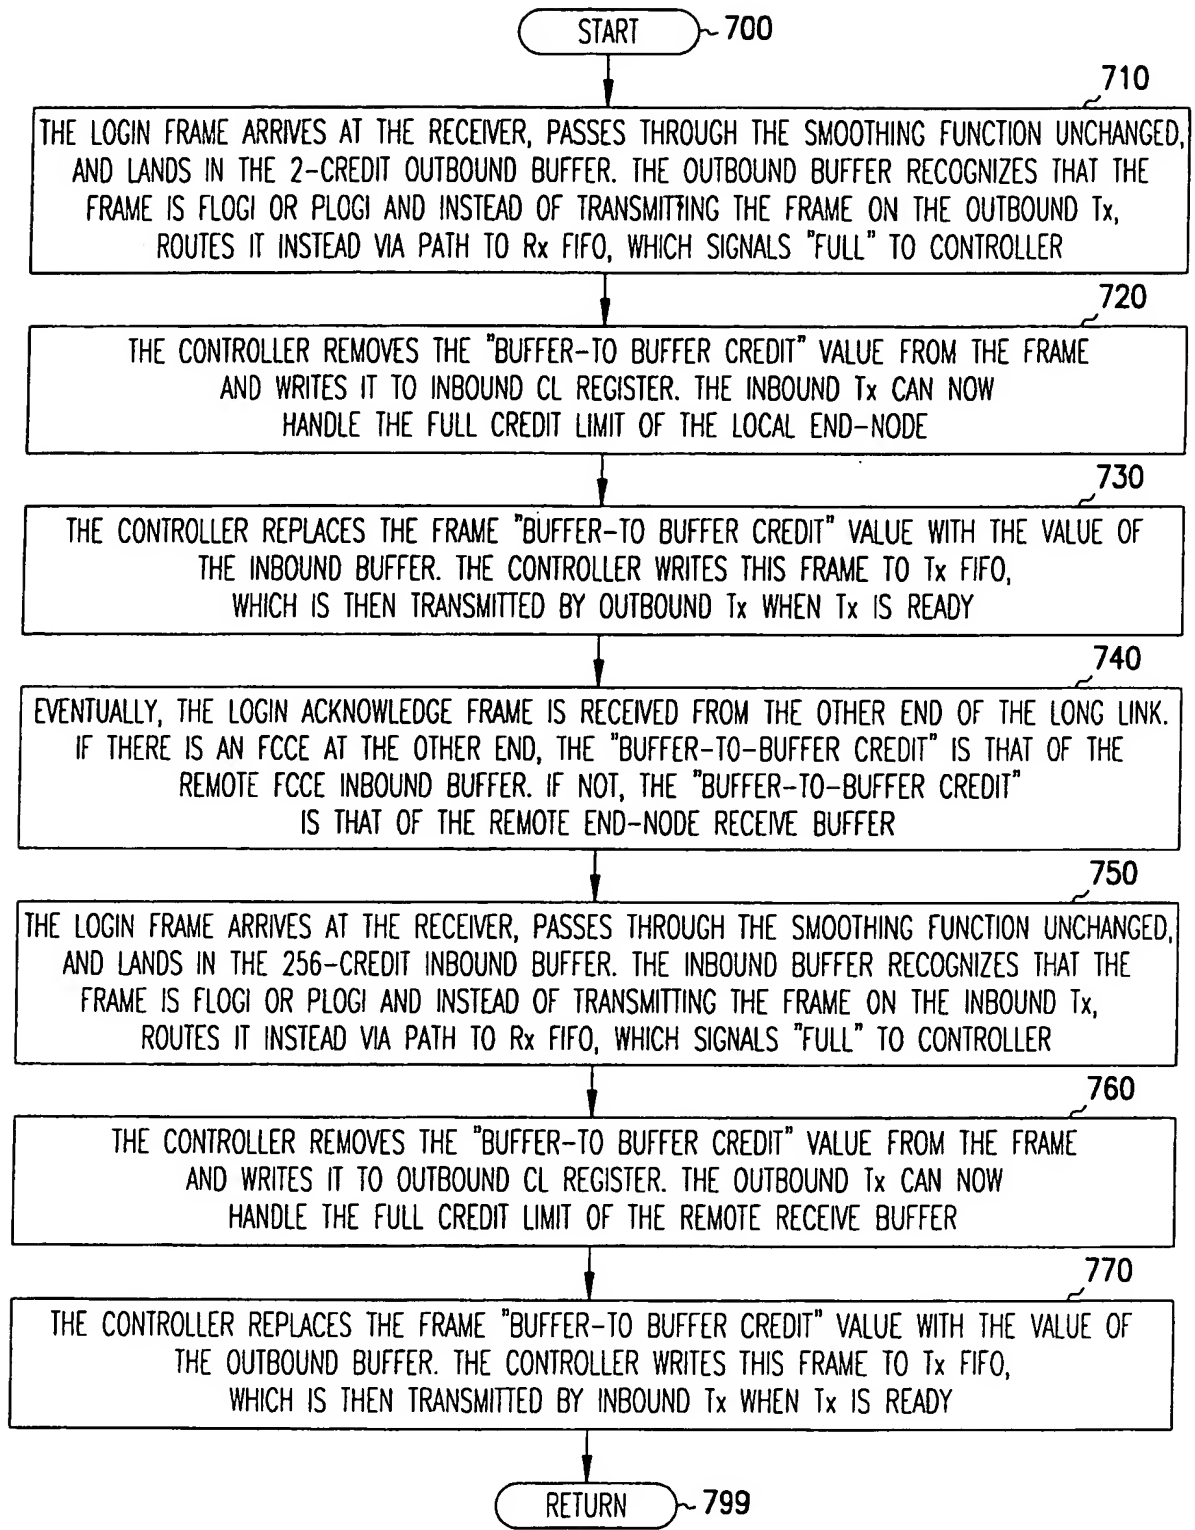 START
700
710
THE LOGIN FRAME ARRIVES AT THE RECEIVER, PASSES THROUGH THE SMOOTHING FUNCTION UNCHANGED,
AND LANDS IN THE 2-CREDIT OUTBOUND BUFFER. THE OUTBOUND BUFFER RECOGNIZES THAT THE
FRAME IS FLOGI OR PLOGI AND INSTEAD OF TRANSMITTING THE FRAME ON THE OUTBOUND Tx,
ROUTES IT INSTEAD VIA PATH TO Rx FIFO, WHICH SIGNALS "FULL" TO CONTROLLER
720
THE CONTROLLER REMOVES THE "BUFFER-TO BUFFER CREDIT" VALUE FROM THE FRAME
AND WRITES IT TO INBOUND CL REGISTER. THE INBOUND Tx CAN NOW
HANDLE THE FULL CREDIT LIMIT OF THE LOCAL END-NODE
730
THE CONTROLLER REPLACES THE FRAME "BUFFER-TO BUFFER CREDIT" VALUE WITH THE VALUE OF
THE INBOUND BUFFER. THE CONTROLLER WRITES THIS FRAME TO Tx FIFO,
WHICH IS THEN TRANSMITTED BY OUTBOUND Tx WHEN Tx IS READY
740
EVENTUALLY, THE LOGIN ACKNOWLEDGE FRAME IS RECEIVED FROM THE OTHER END OF THE LONG LINK.
IF THERE IS AN FCCE AT THE OTHER END, THE "BUFFER-TO-BUFFER CREDIT" IS THAT OF THE
REMOTE FCCE INBOUND BUFFER. IF NOT, THE "BUFFER-TO-BUFFER CREDIT"
IS THAT OF THE REMOTE END-NODE RECEIVE BUFFER
750
THE LOGIN FRAME ARRIVES AT THE RECEIVER, PASSES THROUGH THE SMOOTHING FUNCTION UNCHANGED,
AND LANDS IN THE 256-CREDIT INBOUND BUFFER. THE INBOUND BUFFER RECOGNIZES THAT THE
FRAME IS FLOGI OR PLOGI AND INSTEAD OF TRANSMITTING THE FRAME ON THE INBOUND Tx,
ROUTES IT INSTEAD VIA PATH TO Rx FIFO, WHICH SIGNALS "FULL" TO CONTROLLER
760
THE CONTROLLER REMOVES THE "BUFFER-TO BUFFER CREDIT" VALUE FROM THE FRAME
AND WRITES IT TO OUTBOUND CL REGISTER. THE OUTBOUND Tx CAN NOW
HANDLE THE FULL CREDIT LIMIT OF THE REMOTE RECEIVE BUFFER
770
THE CONTROLLER REPLACES THE FRAME "BUFFER-TO BUFFER CREDIT" VALUE WITH THE VALUE OF
THE OUTBOUND BUFFER. THE CONTROLLER WRITES THIS FRAME TO Tx FIFO,
WHICH IS THEN TRANSMITTED BY INBOUND Tx WHEN Tx IS READY
RETURN
799